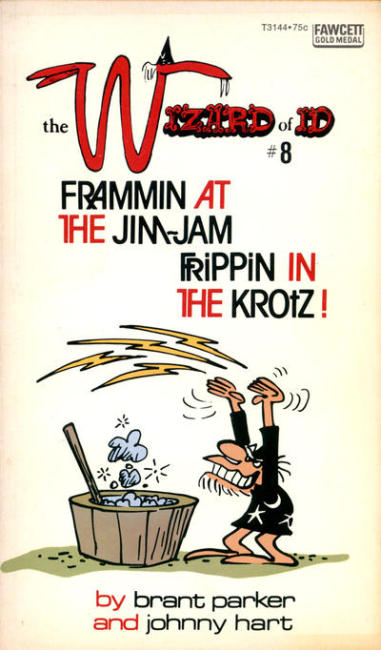 T3144•75c
FAWCETT
GOLD MEDAL
the WIZARD of ID
#8
FRAMMIN AT
THE JIM-JAM
FRiPPiN IN
THE KROtZ!
by brant parker
and johnny hart